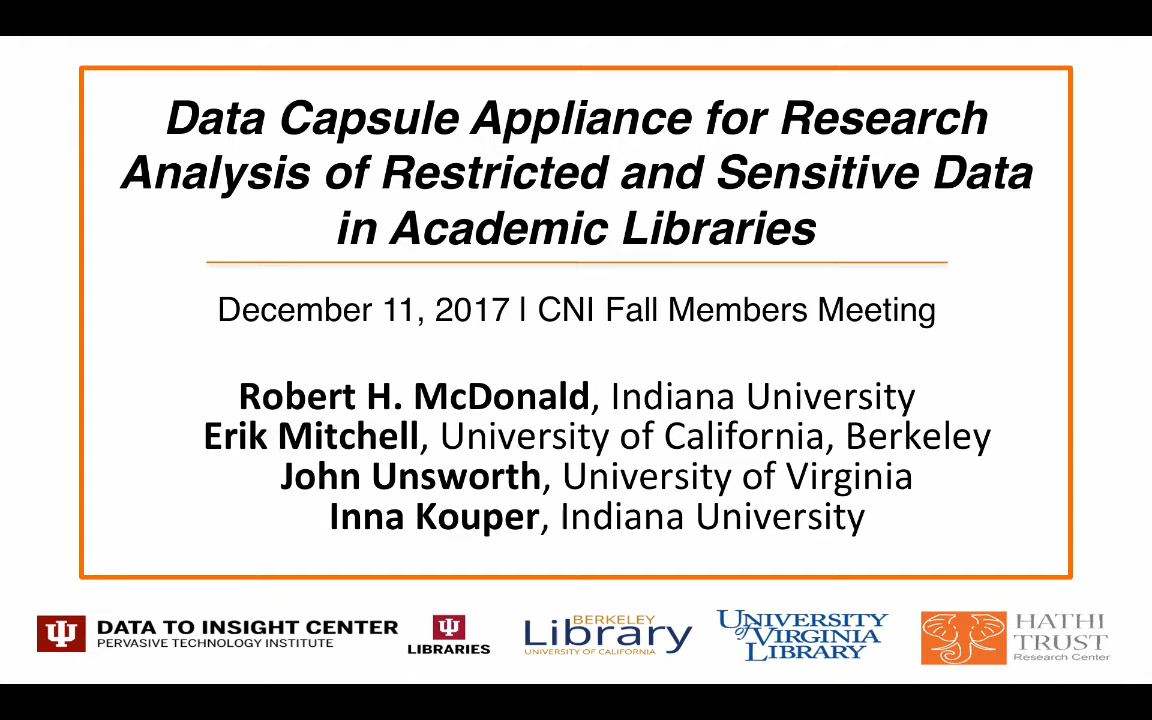 Data Capsule Appliance for Research
Analysis of Restricted and Sensitive Data
in Academic Libraries
December 11, 2017 | CNI Fall Members Meeting
Robert H. McDonald, Indiana University
Erik Mitchell, University of California, Berkeley
John Unsworth, University of Virginia
Inna Kouper, Indiana University
DATA TO INSIGHT CENTER
PERVASIVE TECHNOLOGY INSTITUTE
LIBRARIES
BERKELEY
Library
UNIVERSITY OF CALIFORNIA
UNIVERSITY
of VIRGINIA
LIBRARY
HATHI
TRUST
Research Center